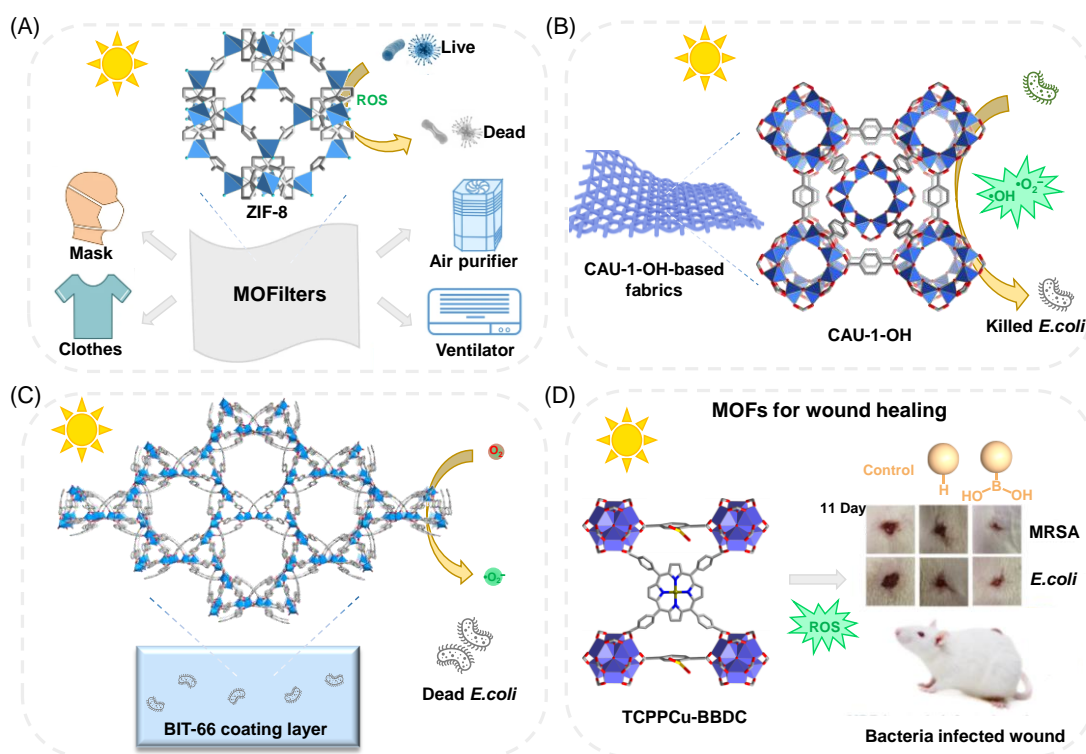 (A)
Live
ROS
Dead
ZIF-8
Mask
Air purifier
MOFilters
Clothes
Ventilator
(B)
•OH
•O₂⁻
CAU-1-OH-based
fabrics
CAU-1-OH
Killed E.coli
(C)
O₂
•O₂⁻
Dead E.coli
BIT-66 coating layer
(D)
MOFs for wound healing
Control
H
B
HO
OH
11 Day
MRSA
E.coli
ROS
TCPPCu-BBDC
Bacteria infected wound